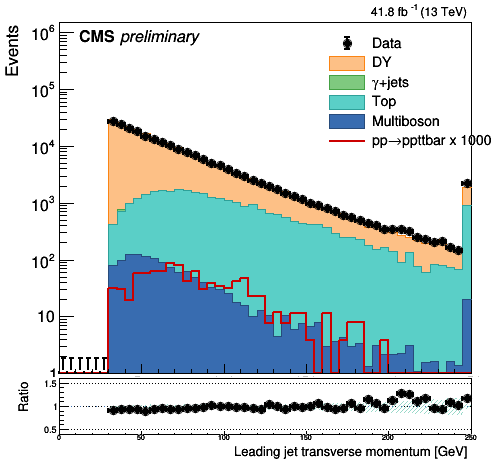 41.8 fb⁻¹ (13 TeV)
CMS preliminary
Events
10⁶
10⁵
10⁴
10³
10²
10
1
Data
DY
γ+jets
Top
Multiboson
pp→ppttbar x 1000
Ratio
1.5
1
0.5
0 50 100 150 200 250
Leading jet transverse momentum [GeV]